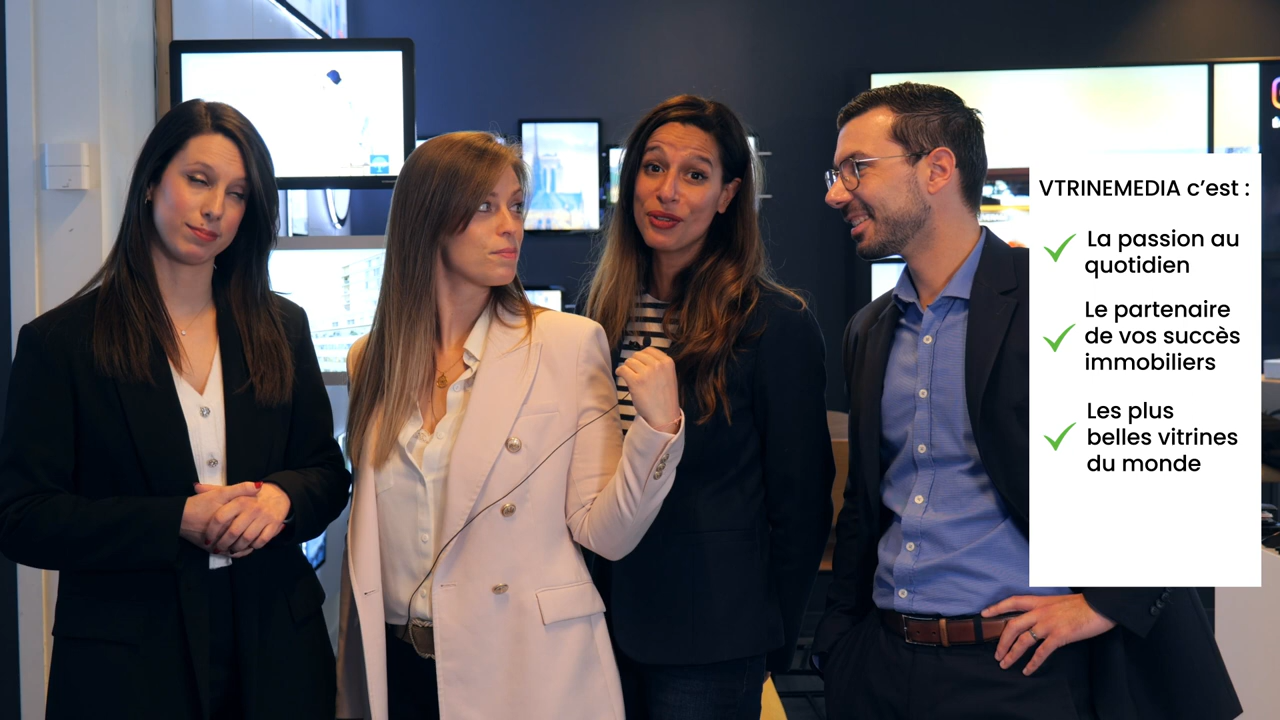 VTRINEMEDIA c’est :
La passion au
quotidien
Le partenaire
de vos succès
immobiliers
Les plus
belles vitrines
du monde